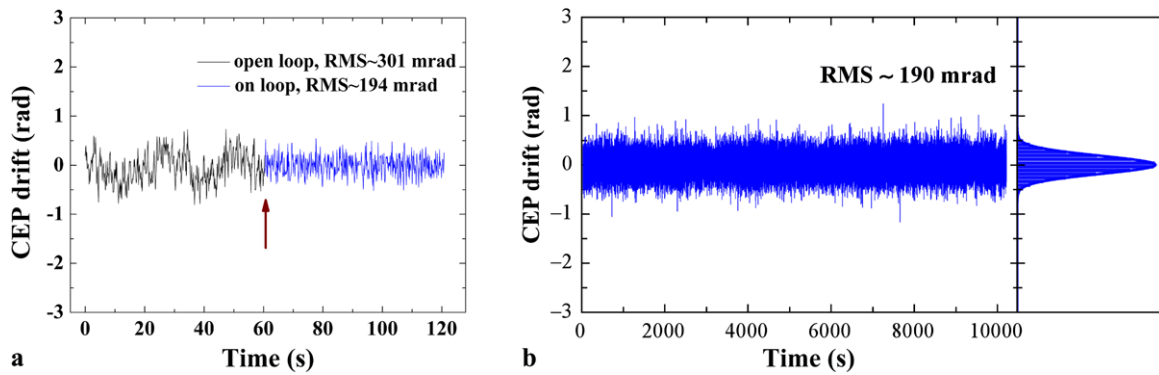 3
2
1
0
-1
-2
-3
CEP drift (rad)
open loop, RMS~301 mrad
on loop, RMS~194 mrad
0 20 40 60 80 100 120
Time (s)
a
3
2
1
0
−1
−2
−3
CEP drift (rad)
RMS ~ 190 mrad
0 2000 4000 6000 8000 10000
Time (s)
b